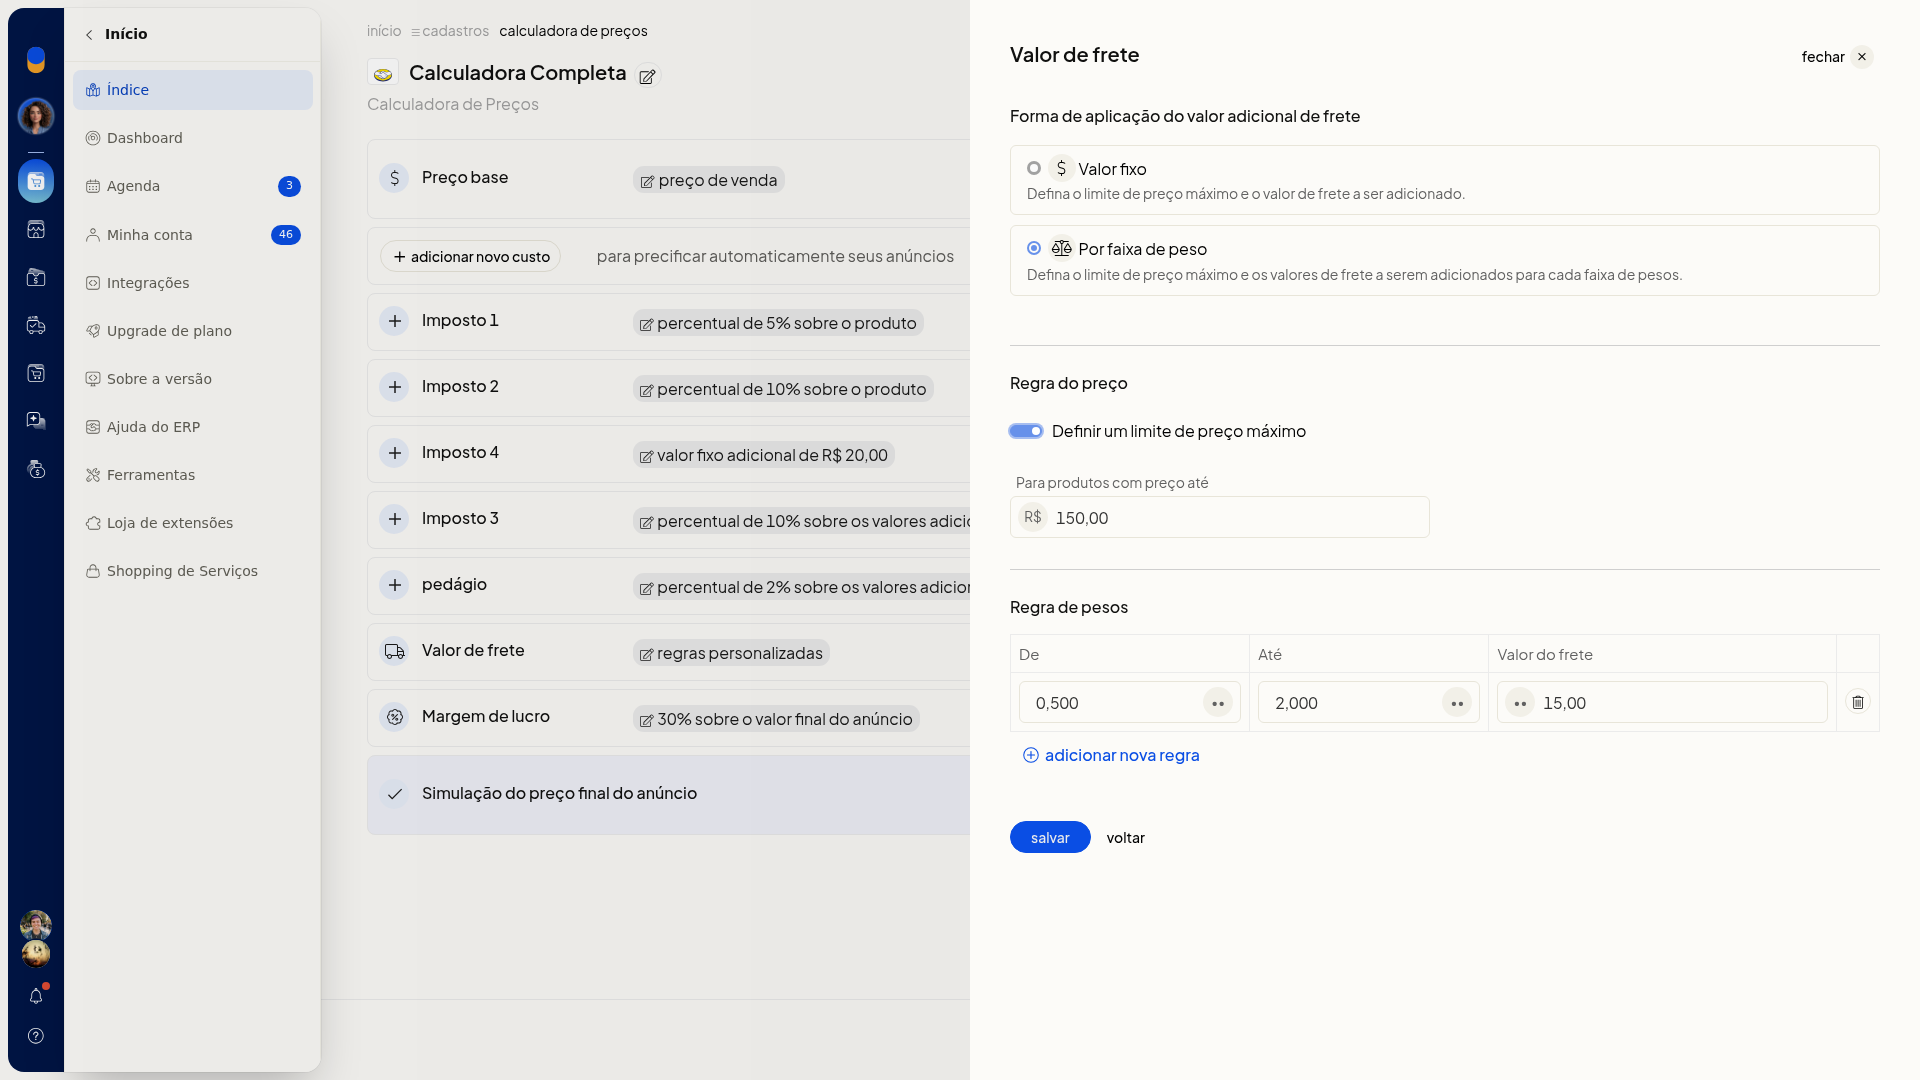 Início
Índice
Dashboard
Agenda
3
Minha conta
46
Integrações
Upgrade de plano
Sobre a versão
Ajuda do ERP
Ferramentas
Loja de extensões
Shopping de Serviços
início cadastros calculadora de preços
Calculadora Completa
Calculadora de Preços
Preço base
preço de venda
+ adicionar novo custo
para precificar automaticamente seus anúncios
Imposto 1
percentual de 5% sobre o produto
Imposto 2
percentual de 10% sobre o produto
Imposto 4
valor fixo adicional de R$ 20,00
Imposto 3
percentual de 10% sobre os valores adici
pedágio
percentual de 2% sobre os valores adicio
Valor de frete
regras personalizadas
Margem de lucro
30% sobre o valor final do anúncio
Simulação do preço final do anúncio
Valor de frete
fechar
Forma de aplicação do valor adicional de frete
$ Valor fixo
Defina o limite de preço máximo e o valor de frete a ser adicionado.
Por faixa de peso
Defina o limite de preço máximo e os valores de frete a serem adicionados para cada faixa de pesos.
Regra do preço
Definir um limite de preço máximo
Para produtos com preço até
R$ 150,00
Regra de pesos
De Até Valor do frete
0,500 2,000 15,00
adicionar nova regra
salvar voltar